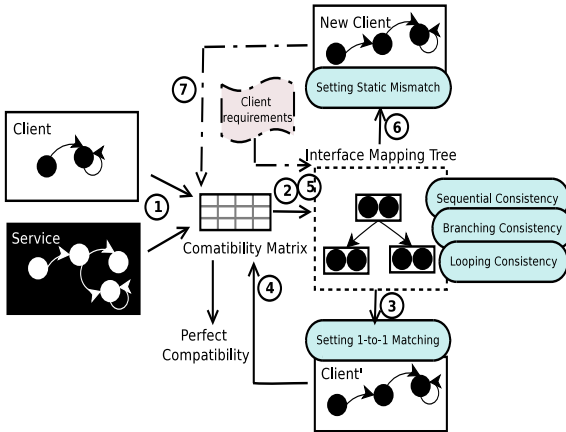 New Client
Setting Static Mismatch
7
Client
requirements
6
Client
Interface Mapping Tree
1
2
5
Sequential Consistency
Branching Consistency
Looping Consistency
Service
Comatibility Matrix
4
3
Perfect
Compatibility
Setting 1-to-1 Matching
Client'